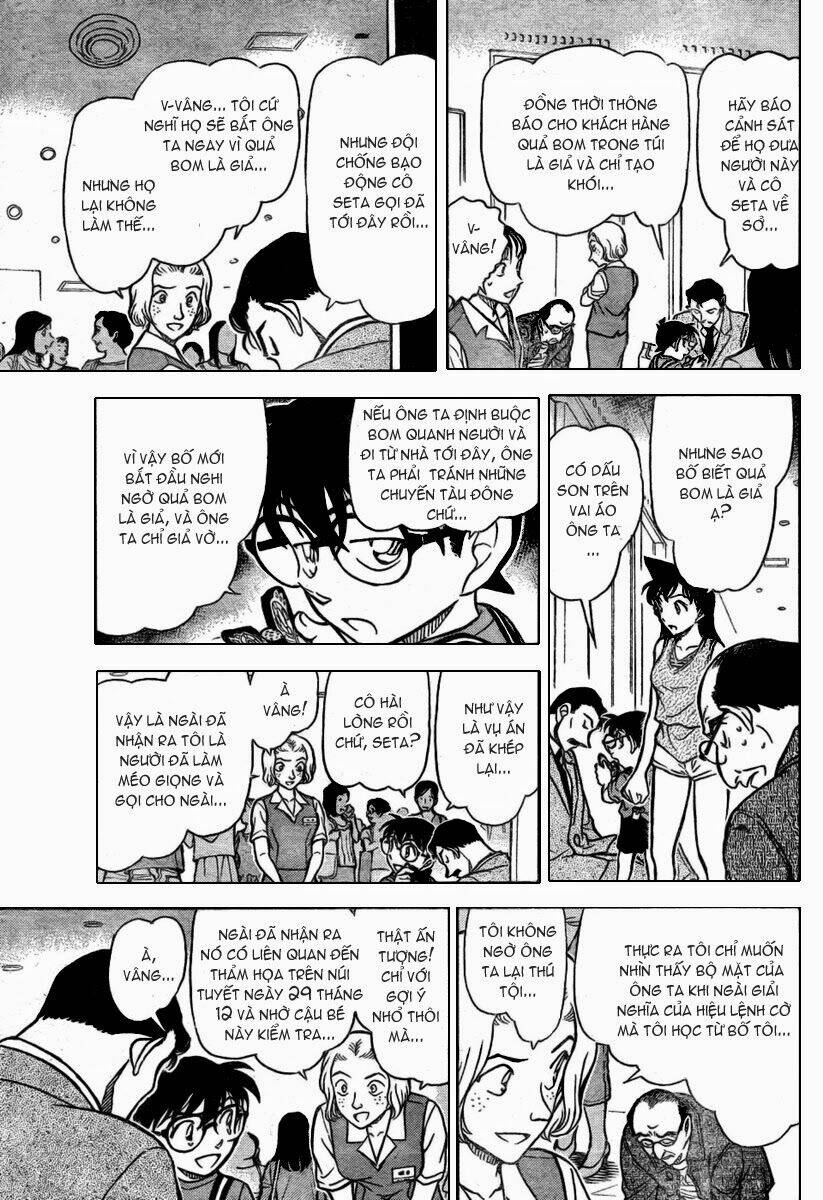 HÃY BÁO
CẢNH SÁT
ĐỂ HỌ ĐƯA
NGƯỜI NÀY
VÀ CÔ
SETA VỀ
SỞ...
ĐỒNG THỜI THÔNG
BÁO CHO KHÁCH HÀNG
QUẢ BOM TRONG TÚI
LÀ GIẢ VÀ CHỈ TẠO
KHÓI...
V-
VÂNG!
NHƯNG ĐỘI
CHỐNG BẠO
ĐỘNG CÔ
SETA GỌI ĐÃ
TỚI ĐÂY RỒI...
V-VÂNG... TÔI CỨ
NGHĨ HỌ SẼ BẮT ÔNG
TA NGAY VÌ QUẢ
BOM LÀ GIẢ...
NHƯNG HỌ
LẠI KHÔNG
LÀM THẾ...
NHƯNG SAO
BỐ BIẾT QUẢ
BOM LÀ GIẢ
Ạ?
CÓ DẤU
SON TRÊN
VAI ÁO ÔNG
TA
...
NẾU ÔNG TA ĐỊNH BUỘC
BOM QUANH NGƯỜI VÀ
ĐI TỪ NHÀ TỚI ĐÂY, ÔNG
TA PHẢI TRÁNH NHỮNG
CHUYẾN TÀU ĐÔNG
CHỨ...
VÌ VẬY BỐ MỚI
BẮT ĐẦU NGHI
NGỜ QUẢ BOM
LÀ GIẢ, VÀ ÔNG
TA CHỈ GIẢ VỜ...
NHƯ VẬY
LÀ VỤ ÁN
ĐÃ KHÉP
LẠI...
CÔ HÀI
LÒNG RỒI
CHỨ, SETA?
À
VÂNG!
VẬY LÀ NGÀI ĐÃ
NHẬN RA TÔI LÀ
NGƯỜI ĐÃ LÀM
MÉO GIỌNG VÀ
GỌI CHO NGÀI...
THỰC RA TÔI CHỈ MUỐN
NHÌN THẤY BỘ MẶT CỦA
ÔNG TA KHI NGÀI GIẢI
NGHĨA CỦA HIỆU LỆNH CỜ
MÀ TÔI HỌC TỪ BỐ TÔI...
TÔI KHÔNG
NGỜ ÔNG
TA LẠI THÚ
TỘI...
THẬT ẤN
TƯỢNG!
CHỈ VỚI
GỢI Ý
NHỎ THÔI
MÀ...
NGÀI ĐÃ NHẬN RA
NÓ CÓ LIÊN QUAN ĐẾN
THẢM HỌA TRÊN NÚI
TUYẾT NGÀY 29 THÁNG
12 VÀ NHỜ CẬU BÉ
NÀY KIỂM TRA...
À,
VÂNG...